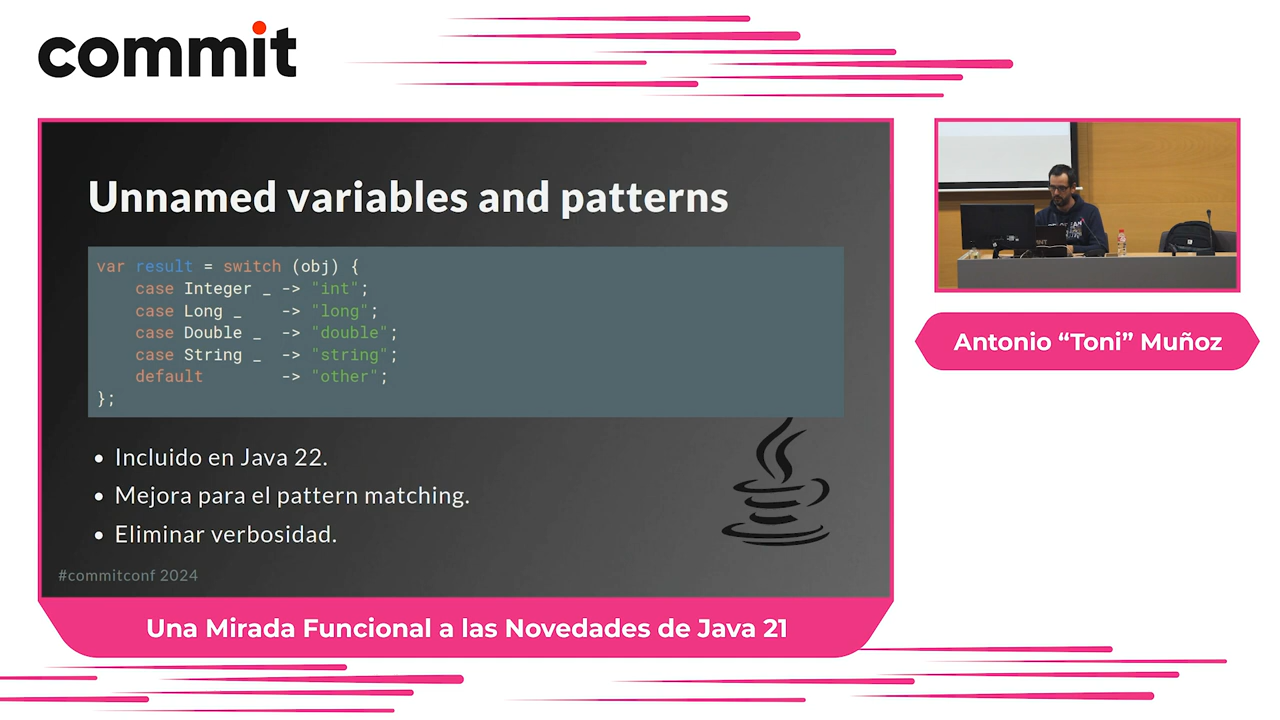 commit
Unnamed variables and patterns
var result = switch (obj) {
    case Integer _ -> "int";
    case Long _    -> "long";
    case Double _  -> "double";
    case String _  -> "string";
    default        -> "other";
};
• Incluido en Java 22.
• Mejora para el pattern matching.
• Eliminar verbosidad.
#commitconf 2024
Una Mirada Funcional a las Novedades de Java 21
Antonio “Toni” Muñoz